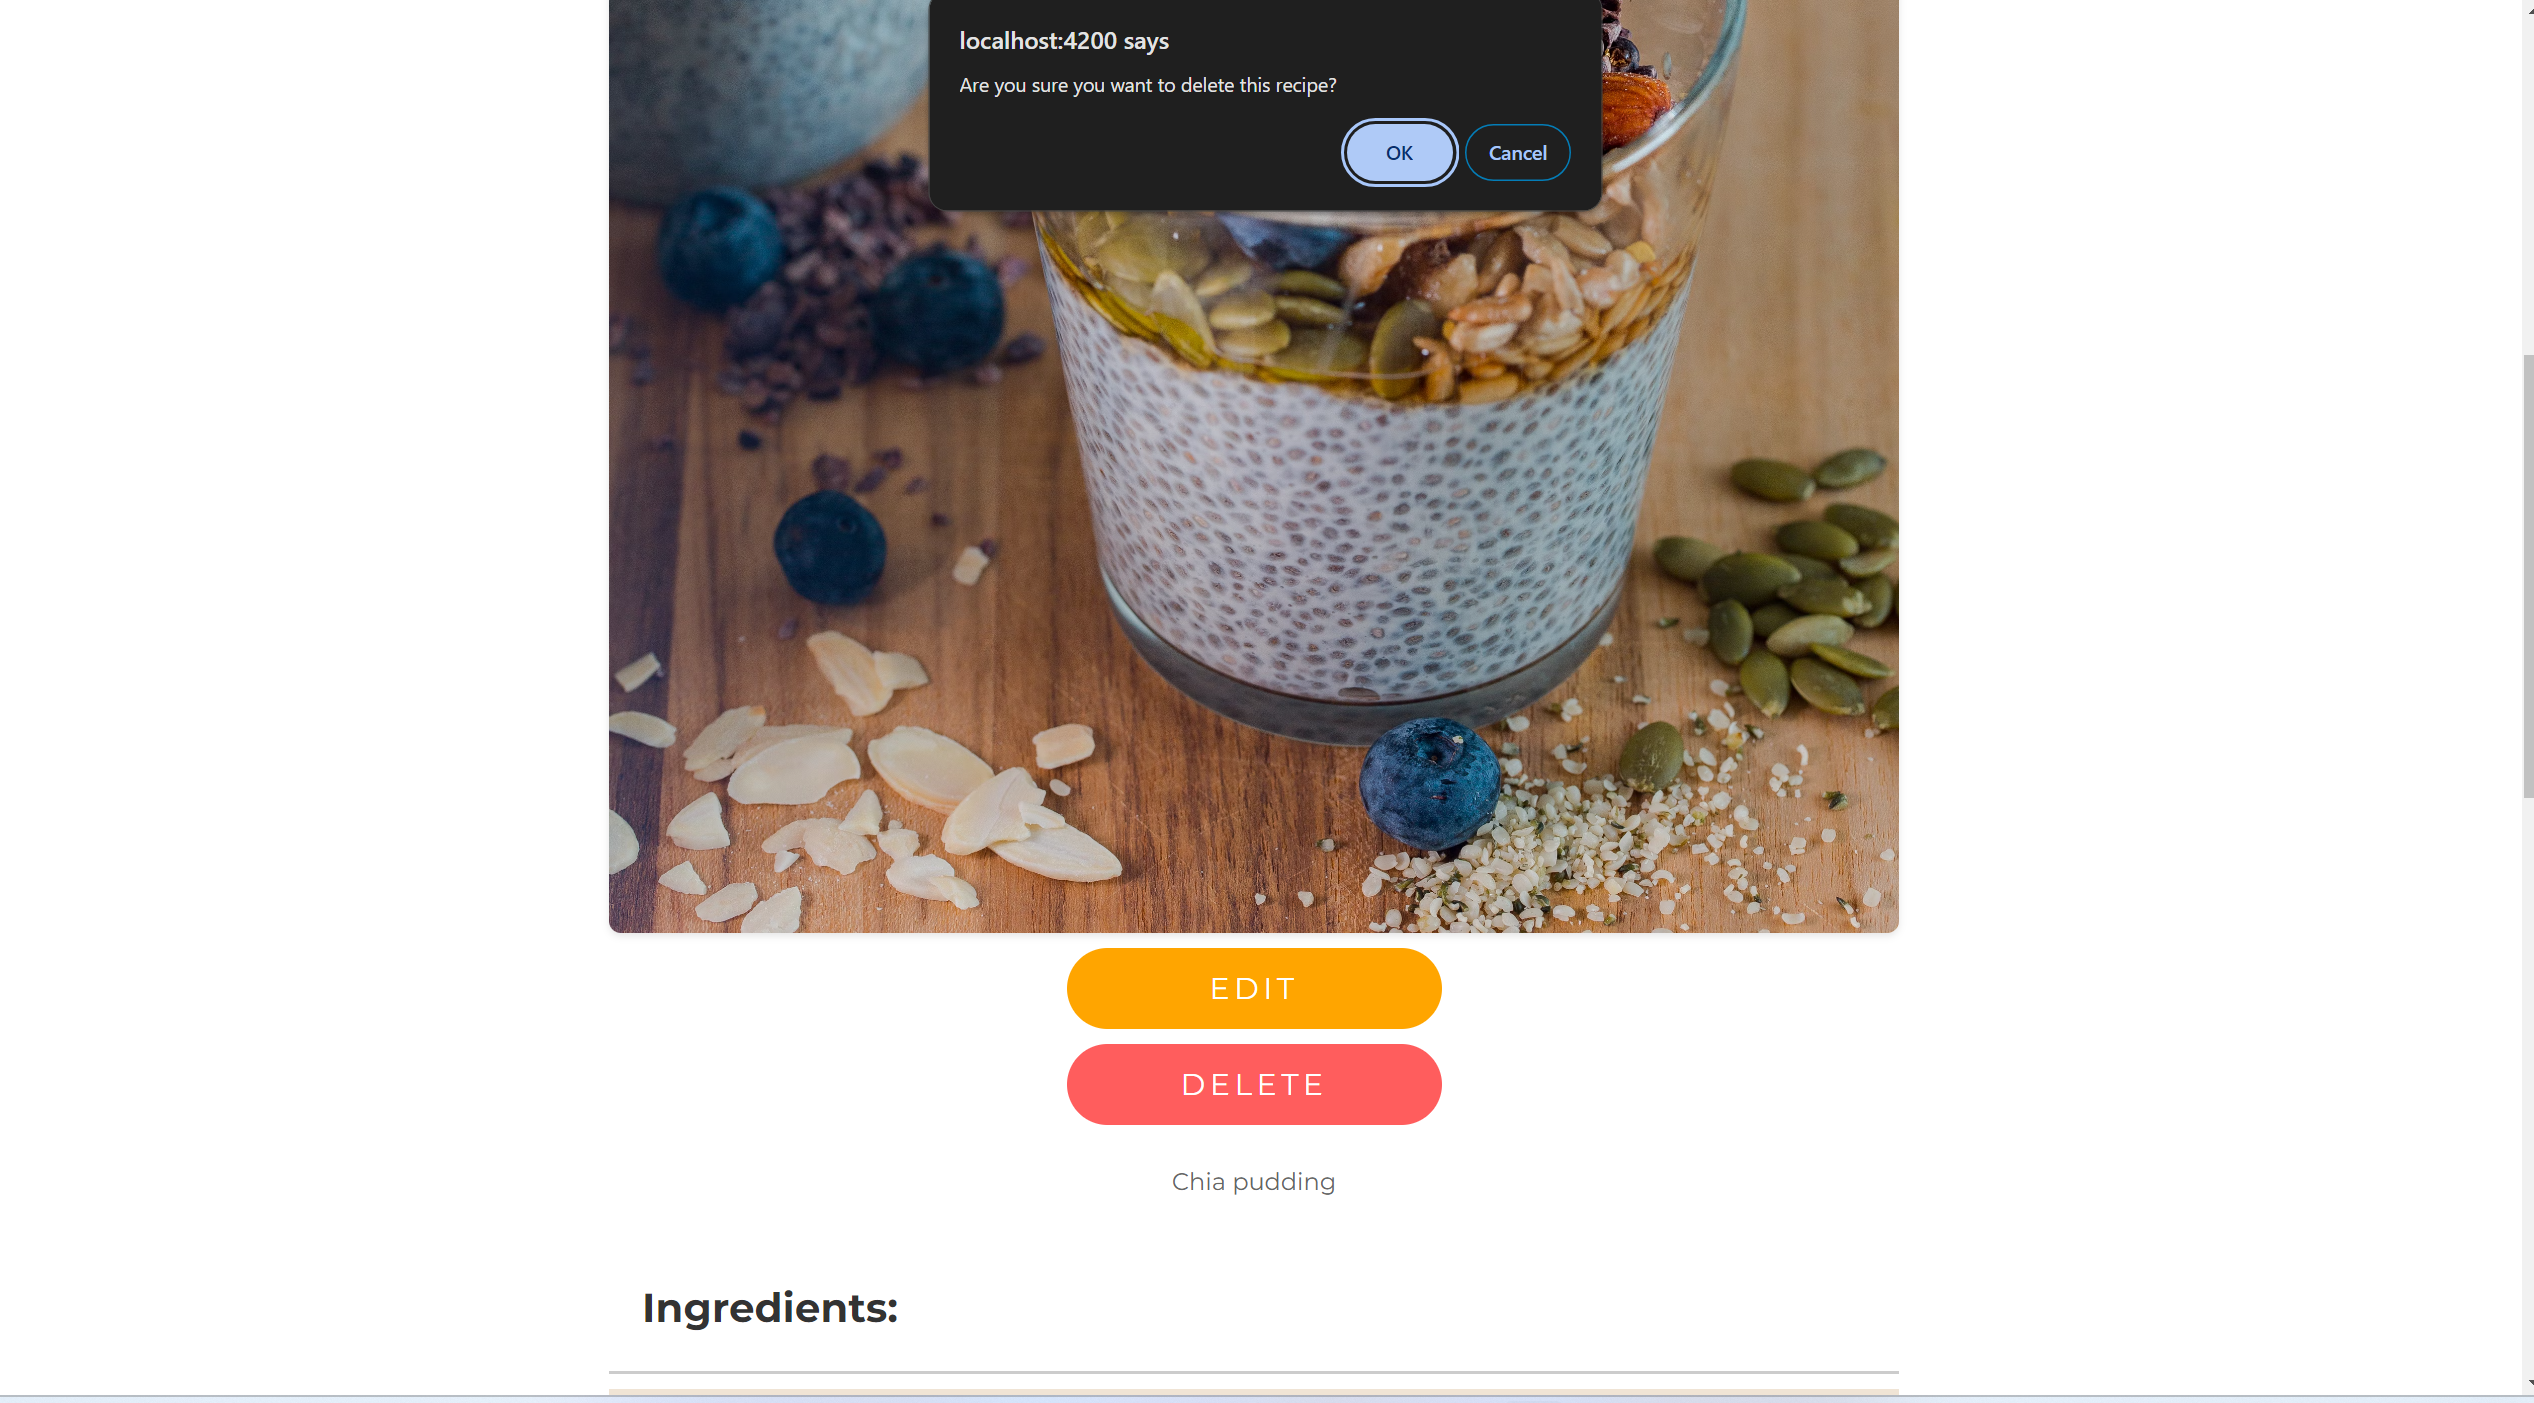 localhost:4200 says
Are you sure you want to delete this recipe?
OK Cancel
EDIT
DELETE
Chia pudding
Ingredients: